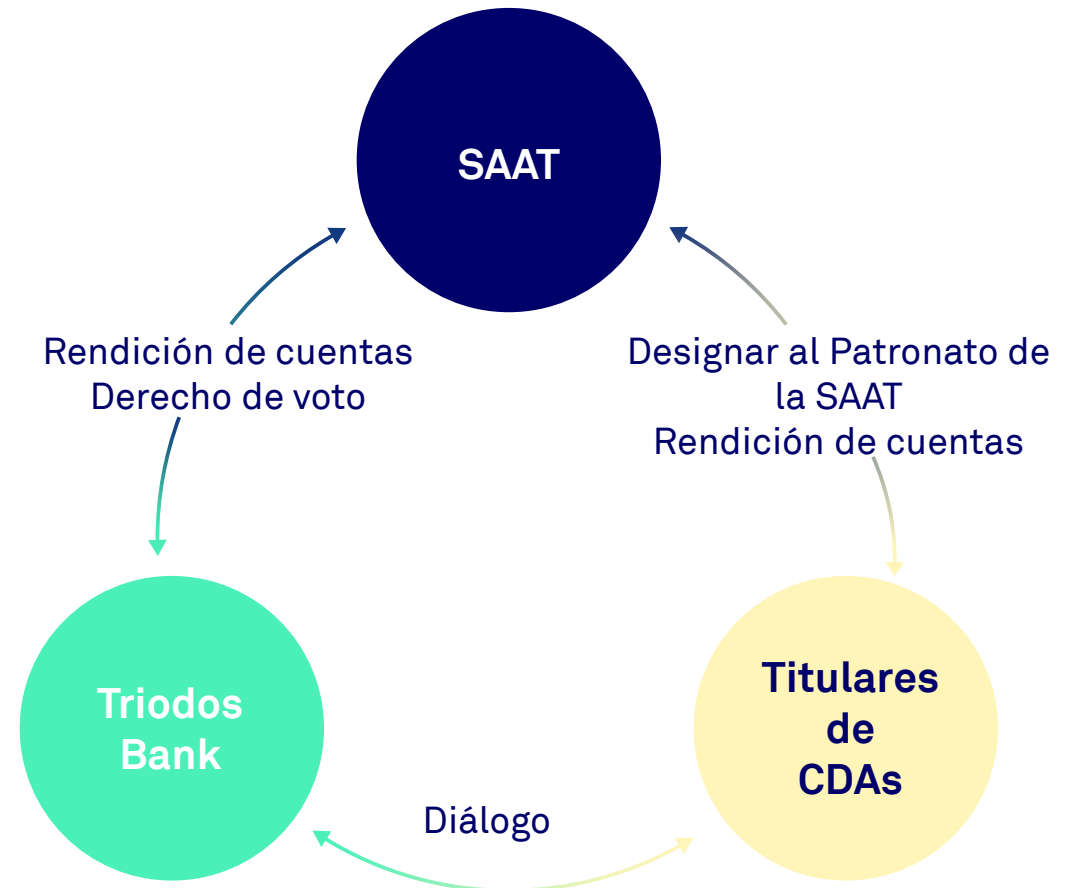 SAAT
Rendición de cuentas
Derecho de voto
Designar al Patronato de
la SAAT
Rendición de cuentas
Triodos
Bank
Titulares
de
CDAs
Diálogo